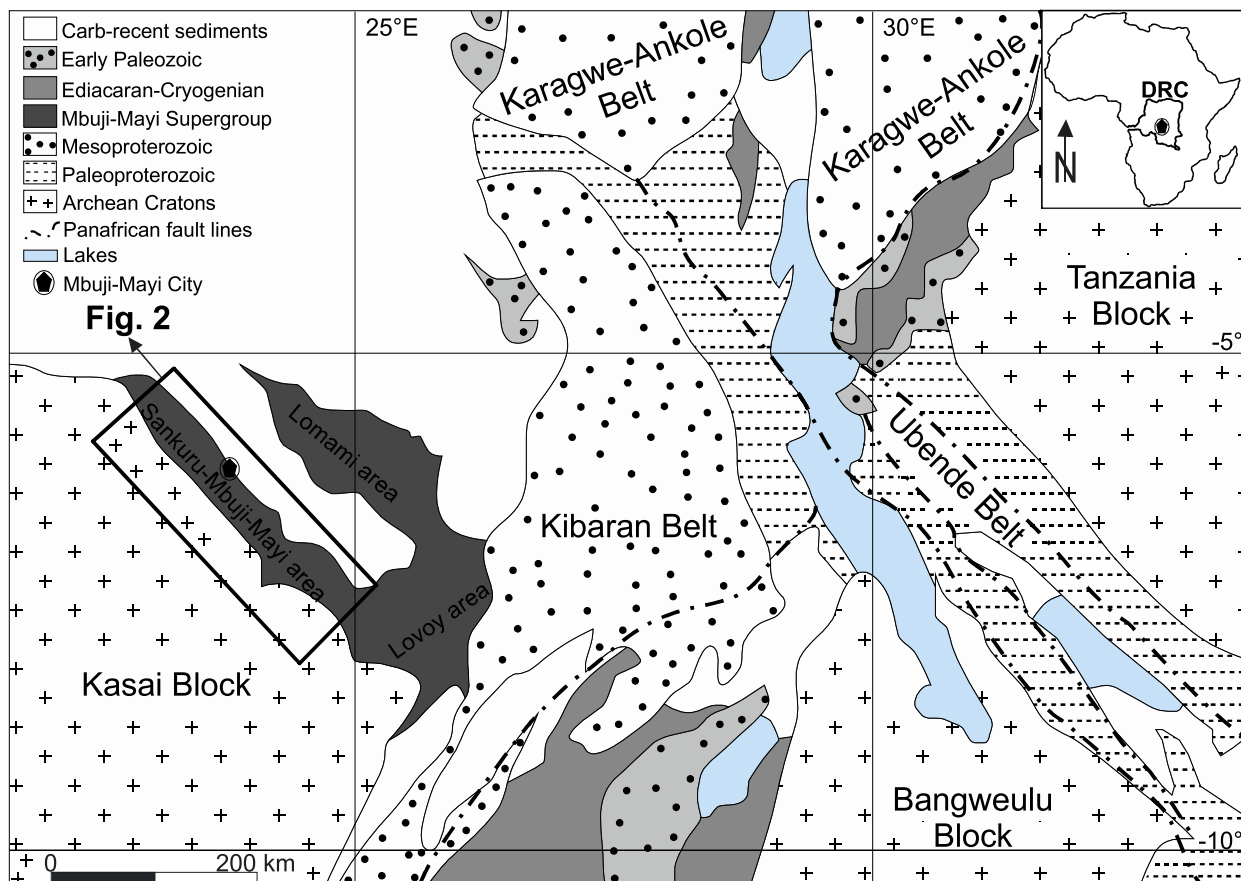 Carb-recent sediments
Early Paleozoic
Ediacaran-Cryogenian
Mbuji-Mayi Supergroup
Mesoproterozoic
Paleoproterozoic
Archean Cratons
Panafrican fault lines
Lakes
Mbuji-Mayi City
Fig. 2
25°E
30°E
Karagwe-Ankole
Belt
Karagwe-Ankole
Belt
DRC
N
Tanzania
Block
-5°
Sankuru-Mbuji-Mayi area
Lomami area
Lovoy area
Kibaran Belt
Ubende Belt
Kasai Block
Bangweulu
Block
-10°
0
200 km